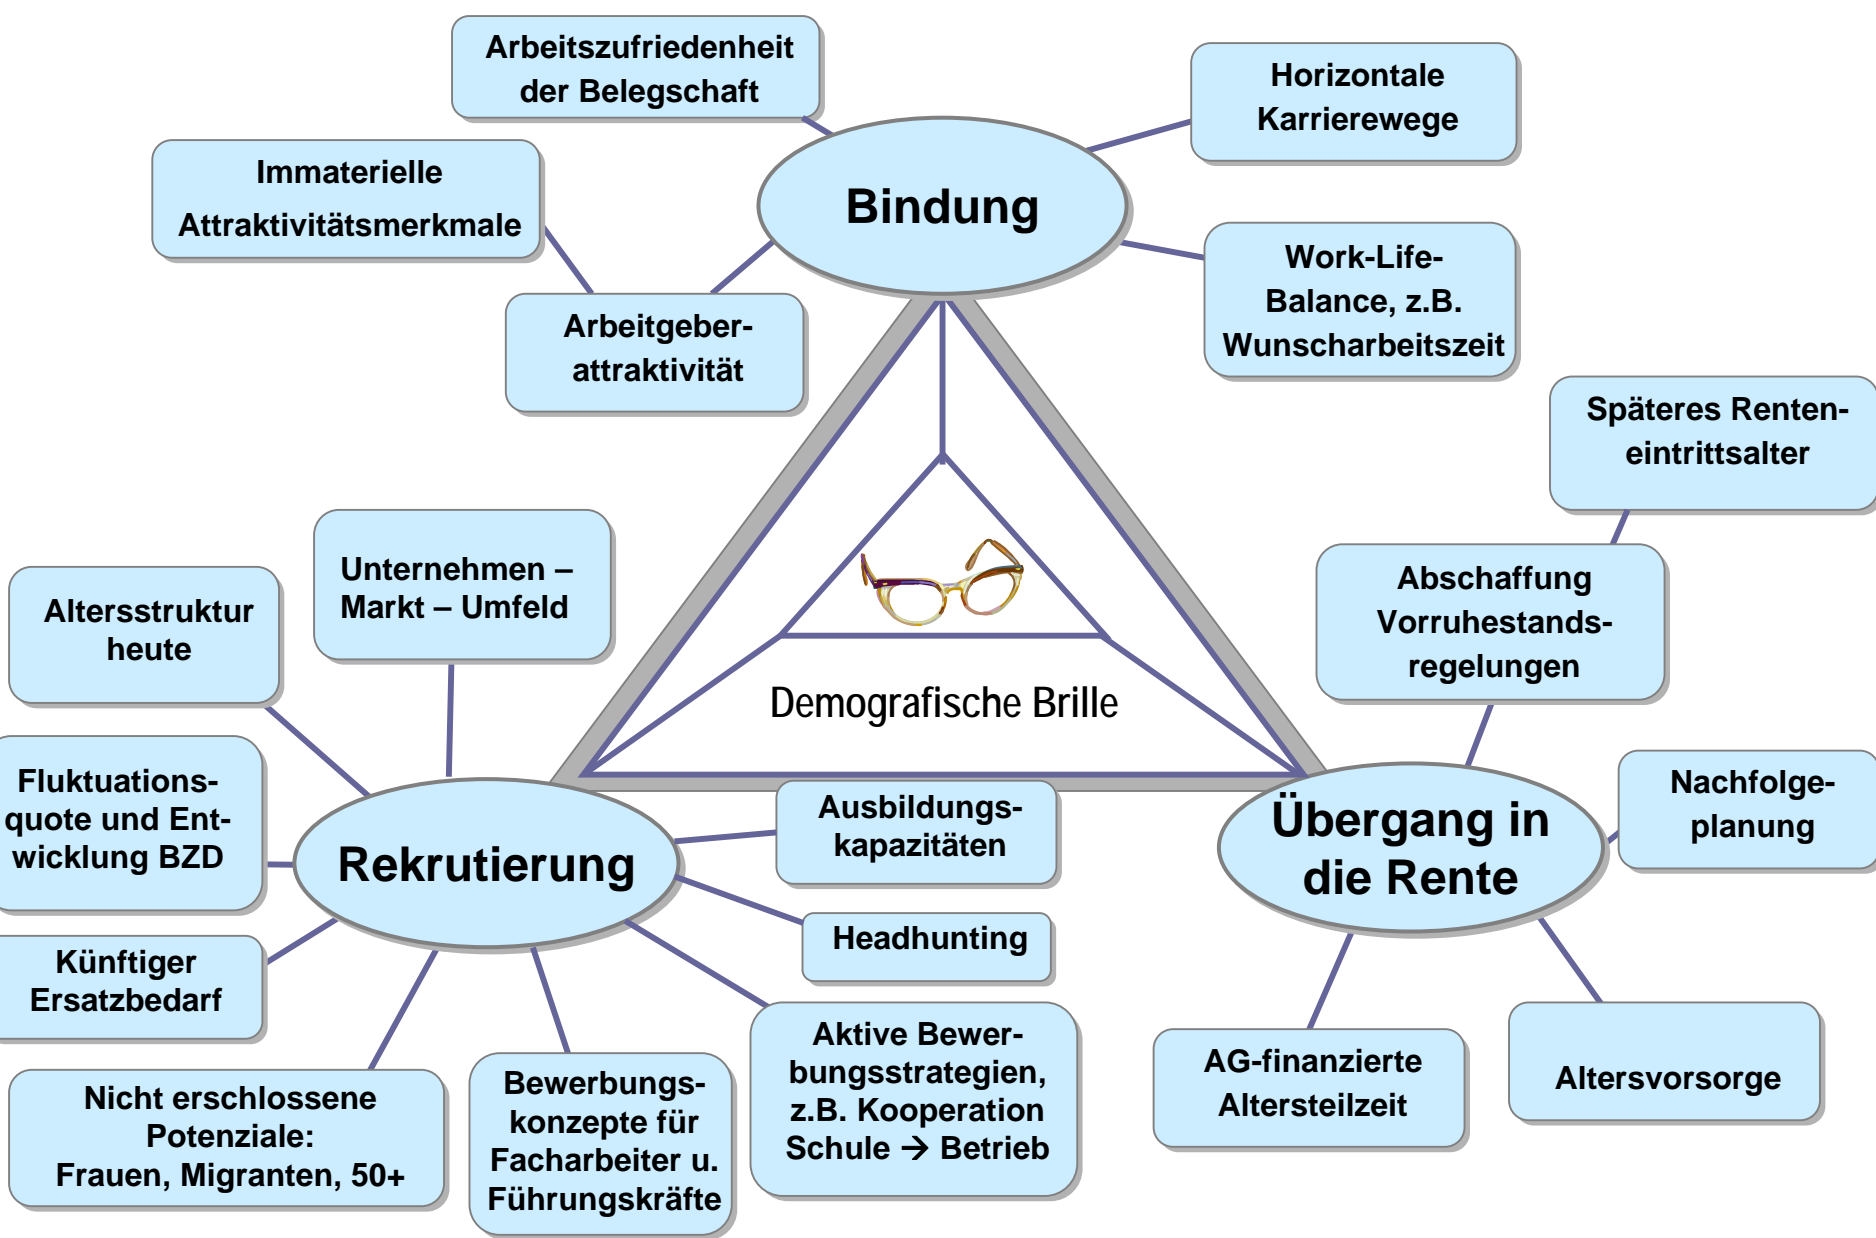 Arbeitszufriedenheit
der Belegschaft
Horizontale
Karrierewege
Immaterielle
Attraktivitätsmerkmale
Bindung
Work-Life-
Balance, z.B.
Wunscharbeitszeit
Arbeitgeber-
attraktivität
Späteres Renten-
eintrittsalter
Unternehmen –
Markt – Umfeld
Abschaffung
Vorruhestands-
regelungen
Altersstruktur
heute
Demografische Brille
Fluktuations-
quote und Ent-
wicklung BZD
Rekrutierung
Ausbildungs-
kapazitäten
Übergang in
die Rente
Nachfolge-
planung
Headhunting
Künftiger
Ersatzbedarf
Nicht erschlossene
Potenziale:
Frauen, Migranten, 50+
Bewerbungs-
konzepte für
Facharbeiter u.
Führungskräfte
Aktive Bewer-
bungsstrategien,
z.B. Kooperation
Schule → Betrieb
AG-finanzierte
Altersteilzeit
Altersvorsorge